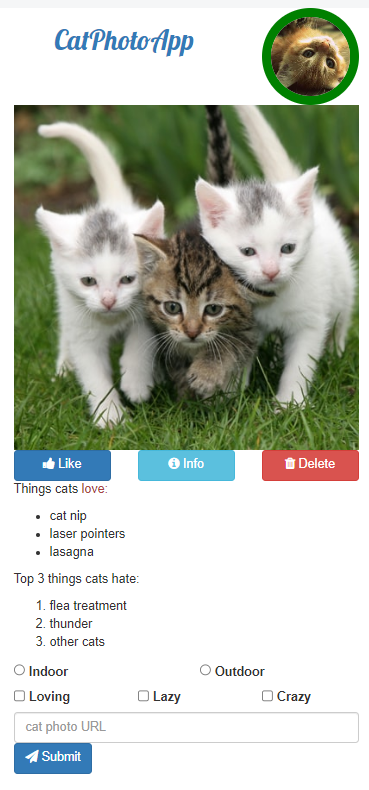 CatPhotoApp
Like Info Delete
Things cats love:
cat nip
laser pointers
lasagna
Top 3 things cats hate:
1. flea treatment
2. thunder
3. other cats
Indoor Outdoor
Loving Lazy Crazy
cat photo URL
Submit